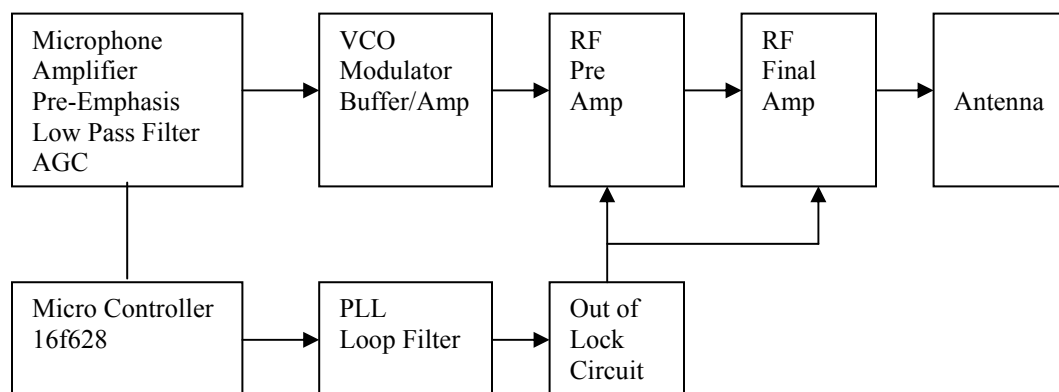 Microphone
Amplifier
Pre-Emphasis
Low Pass Filter
AGC
VCO
Modulator
Buffer/Amp
RF
Pre
Amp
RF
Final
Amp
Antenna
Micro Controller
16f628
PLL
Loop Filter
Out of
Lock
Circuit